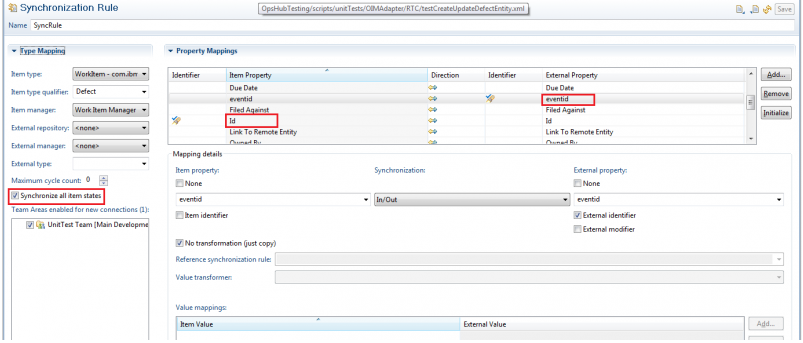 Synchronization Rule
OpsHubTesting/scripts/unitTests/OIMAdapter/RTC/testCreateUpdateDefectEntity.xml
Save
Name SyncRule
Type Mapping
Item type: WorkItem - com.ibm
Item type qualifier: Defect
Item manager: Work Item Manager
External repository: <none>
External manager: <none>
External type:
Maximum cycle count: 0
Synchronize all item states
Team Areas enabled for new connections (1):
UnitTest Team [Main Developme
Property Mappings
Identifier Item Property Direction Identifier External Property
Due Date Due Date
eventid eventid
Filed Against Filed Against
Id Id
Link To Remote Entity Link To Remote Entity
Owned By Owned By
Add...
Remove
Initialize
Mapping details
Item property: Synchronization: External property:
None None
eventid In/Out eventid
Item identifier External identifier
External modifier
No transformation (just copy)
Reference synchronization rule:
Value transformer:
Value mappings:
Item Value External Value
Add...